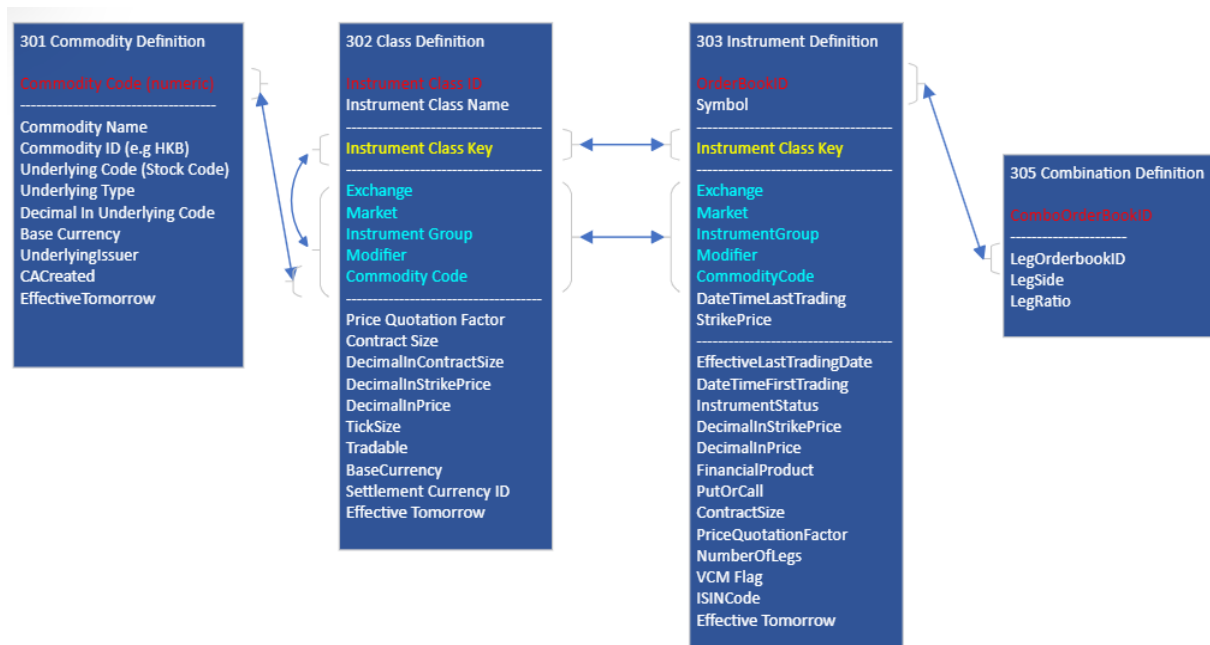 301 Commodity Definition
Commodity Code (numeric)
-------------------------------------
Commodity Name
Commodity ID (e.g HKB)
Underlying Code (Stock Code)
Underlying Type
Decimal In Underlying Code
Base Currency
UnderlyingIssuer
CACreated
EffectiveTomorrow
302 Class Definition
Instrument Class ID
Instrument Class Name
-------------------------------------
Instrument Class Key
-------------------------------------
Exchange
Market
Instrument Group
Modifier
Commodity Code
-------------------------------------
Price Quotation Factor
Contract Size
DecimalInContractSize
DecimalInStrikePrice
DecimalInPrice
TickSize
Tradable
BaseCurrency
Settlement Currency ID
Effective Tomorrow
303 Instrument Definition
OrderBookID
Symbol
-------------------------------------
Instrument Class Key
-------------------------------------
Exchange
Market
InstrumentGroup
Modifier
CommodityCode
DateTimeLastTrading
StrikePrice
-------------------------------------
EffectiveLastTradingDate
DateTimeFirstTrading
InstrumentStatus
DecimalInStrikePrice
DecimalInPrice
FinancialProduct
PutOrCall
ContractSize
PriceQuotationFactor
NumberOfLegs
VCM Flag
ISINCode
Effective Tomorrow
305 Combination Definition
ComboOrderBookID
----------------------
LegOrderbookID
LegSide
LegRatio